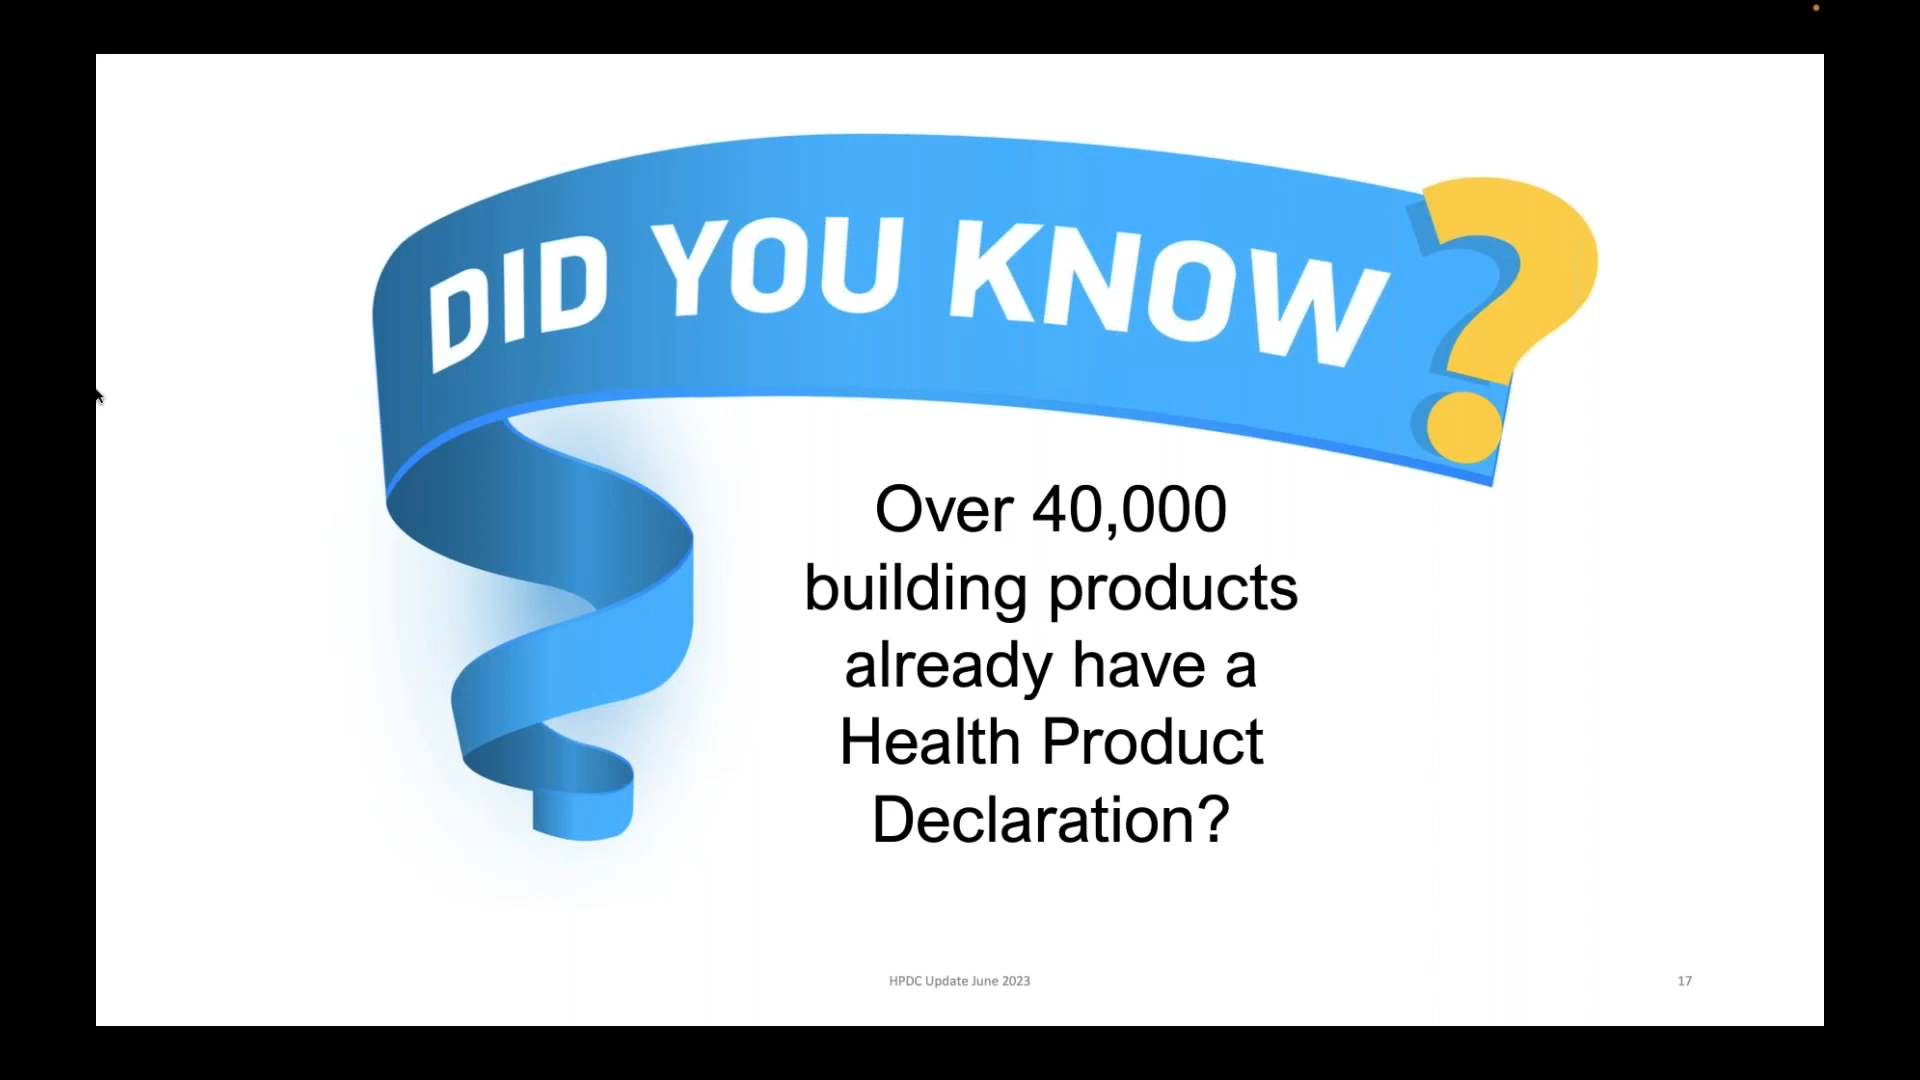 DID YOU KNOW?
Over 40,000
building products
already have a
Health Product
Declaration?
HPDC Update June 2023
17